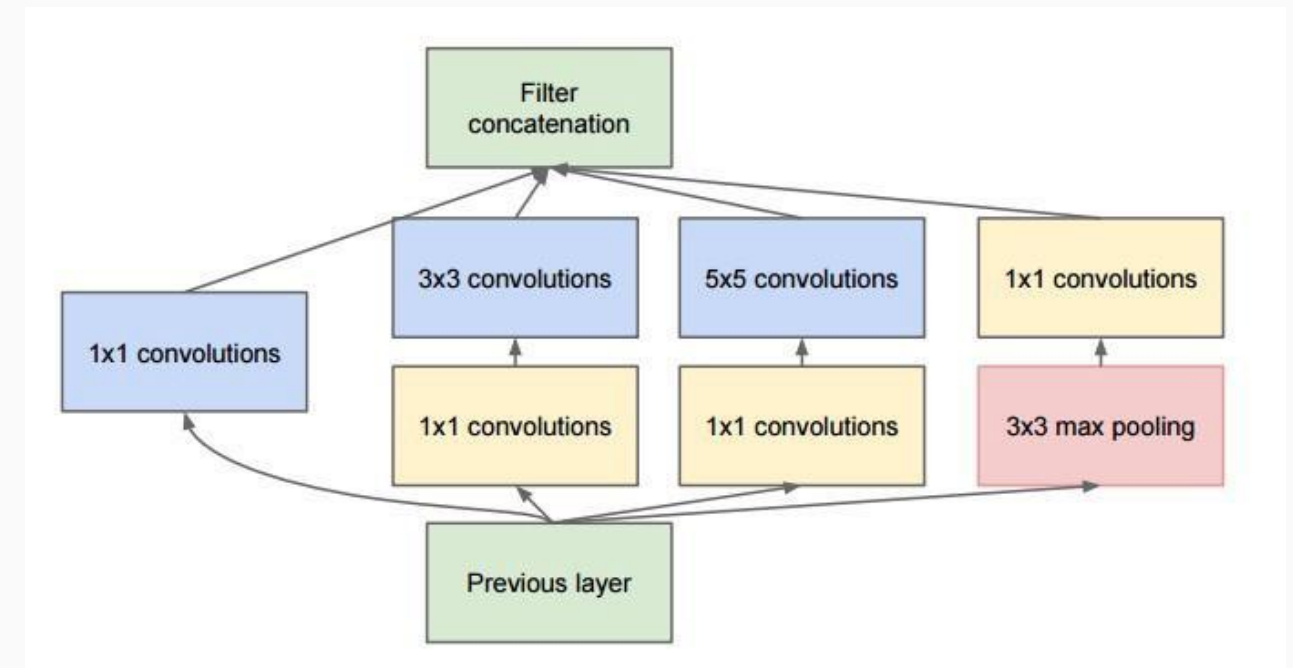 Filter
concatenation
3x3 convolutions
5x5 convolutions
1x1 convolutions
1x1 convolutions
1x1 convolutions
1x1 convolutions
3x3 max pooling
Previous layer